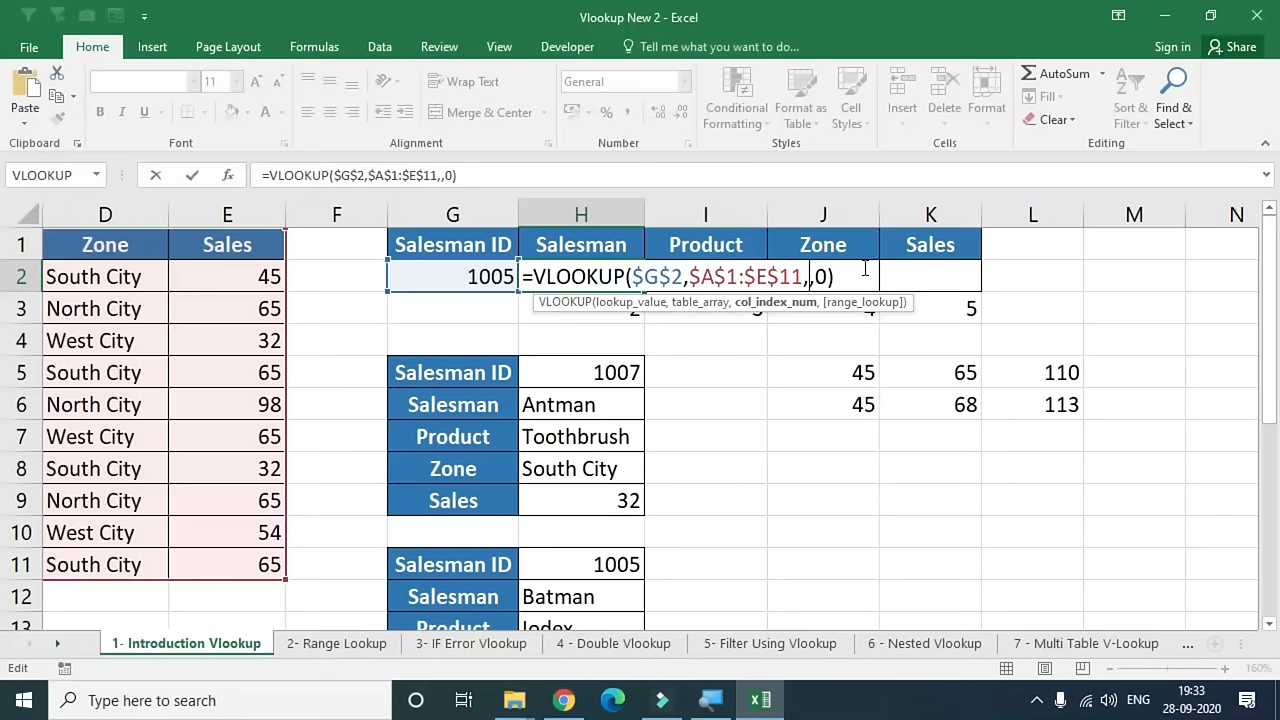 Vlookup New 2 - Excel
File Home Insert Page Layout Formulas Data Review View Developer Tell me what you want to do... Sign in Share
Paste 11 Wrap Text General Conditional Formatting Format as Table Cell Styles Insert Delete Format AutoSum Sort & Filter Find & Select
B I U Merge & Center % Fill
Clear
Clipboard Font Alignment Number Styles Cells Editing
VLOOKUP fx =VLOOKUP($G$2,$A$1:$E$11,,0)
D E F G H I J K L M N
1 Zone Sales Salesman ID Salesman Product Zone Sales
2 South City 45 1005 =VLOOKUP($G$2,$A$1:$E$11,,0)
VLOOKUP(lookup_value, table_array, col_index_num, [range_lookup])
3 North City 65 5
4 West City 32
5 South City 65 Salesman ID 1007 45 65 110
6 North City 98 Salesman Antman 45 68 113
7 West City 65 Product Toothbrush
8 South City 32 Zone South City
9 North City 65 Sales 32
10 West City 54
11 South City 65 Salesman ID 1005
12 Salesman Batman
13 Product Iodex
1- Introduction Vlookup 2- Range Lookup 3- IF Error Vlookup 4 - Double Vlookup 5- Filter Using Vlookup 6 - Nested Vlookup 7 - Multi Table V-Lookup ...
Edit 160%
Type here to search ENG 19:33
28-09-2020